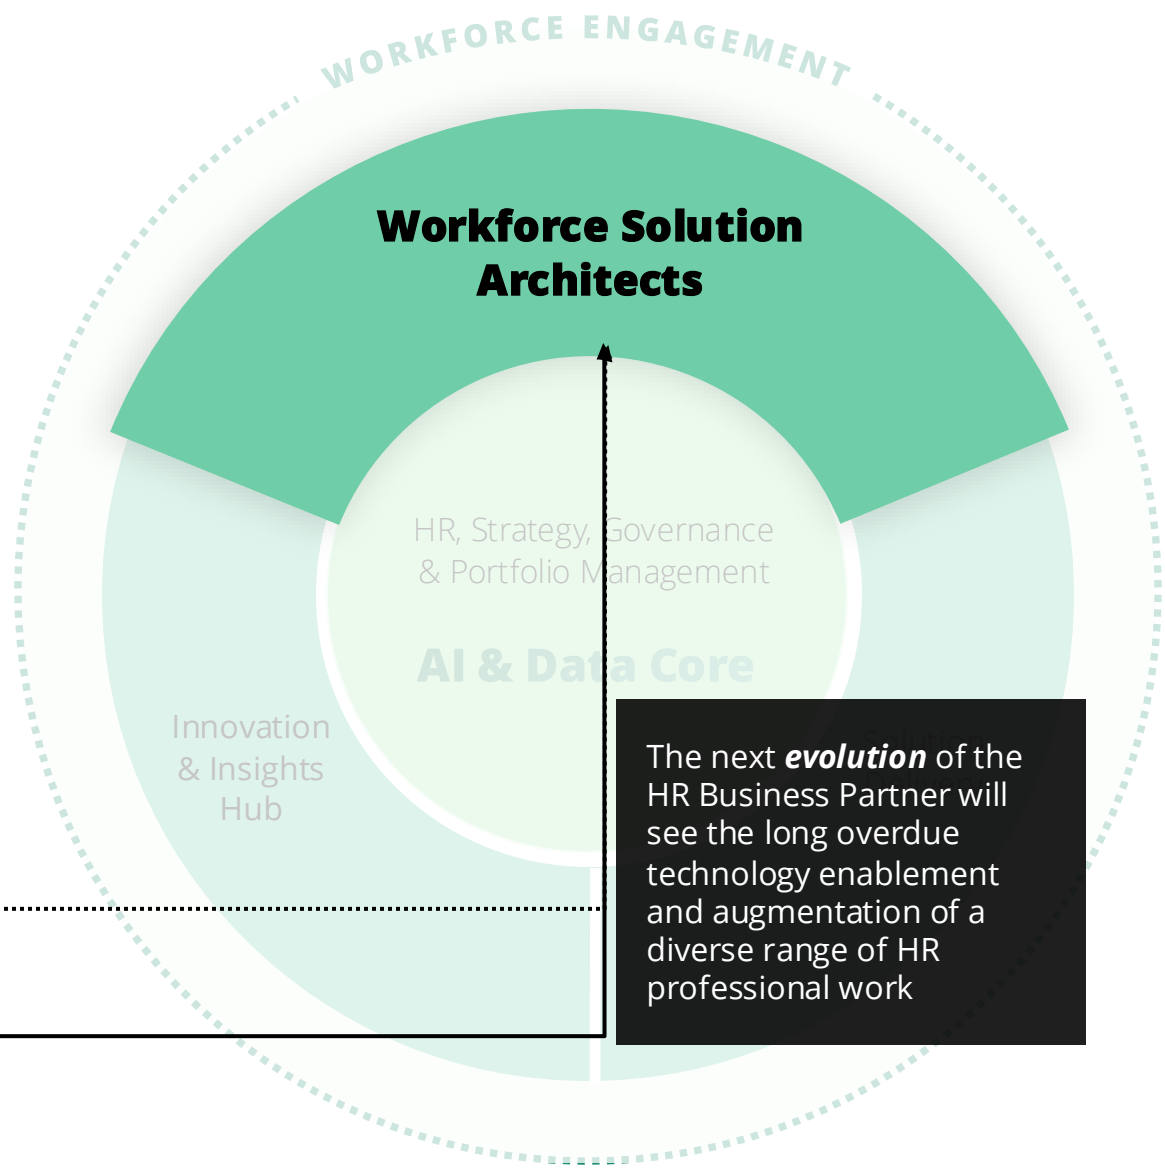 WORKFORCE ENGAGEMENT
Workforce Solution
Architects
HR, Strategy, Governance
& Portfolio Management
AI & Data Core
Innovation
& Insights
Hub
Solution
Delivery
The next evolution of the
HR Business Partner will
see the long overdue
technology enablement
and augmentation of a
diverse range of HR
professional work